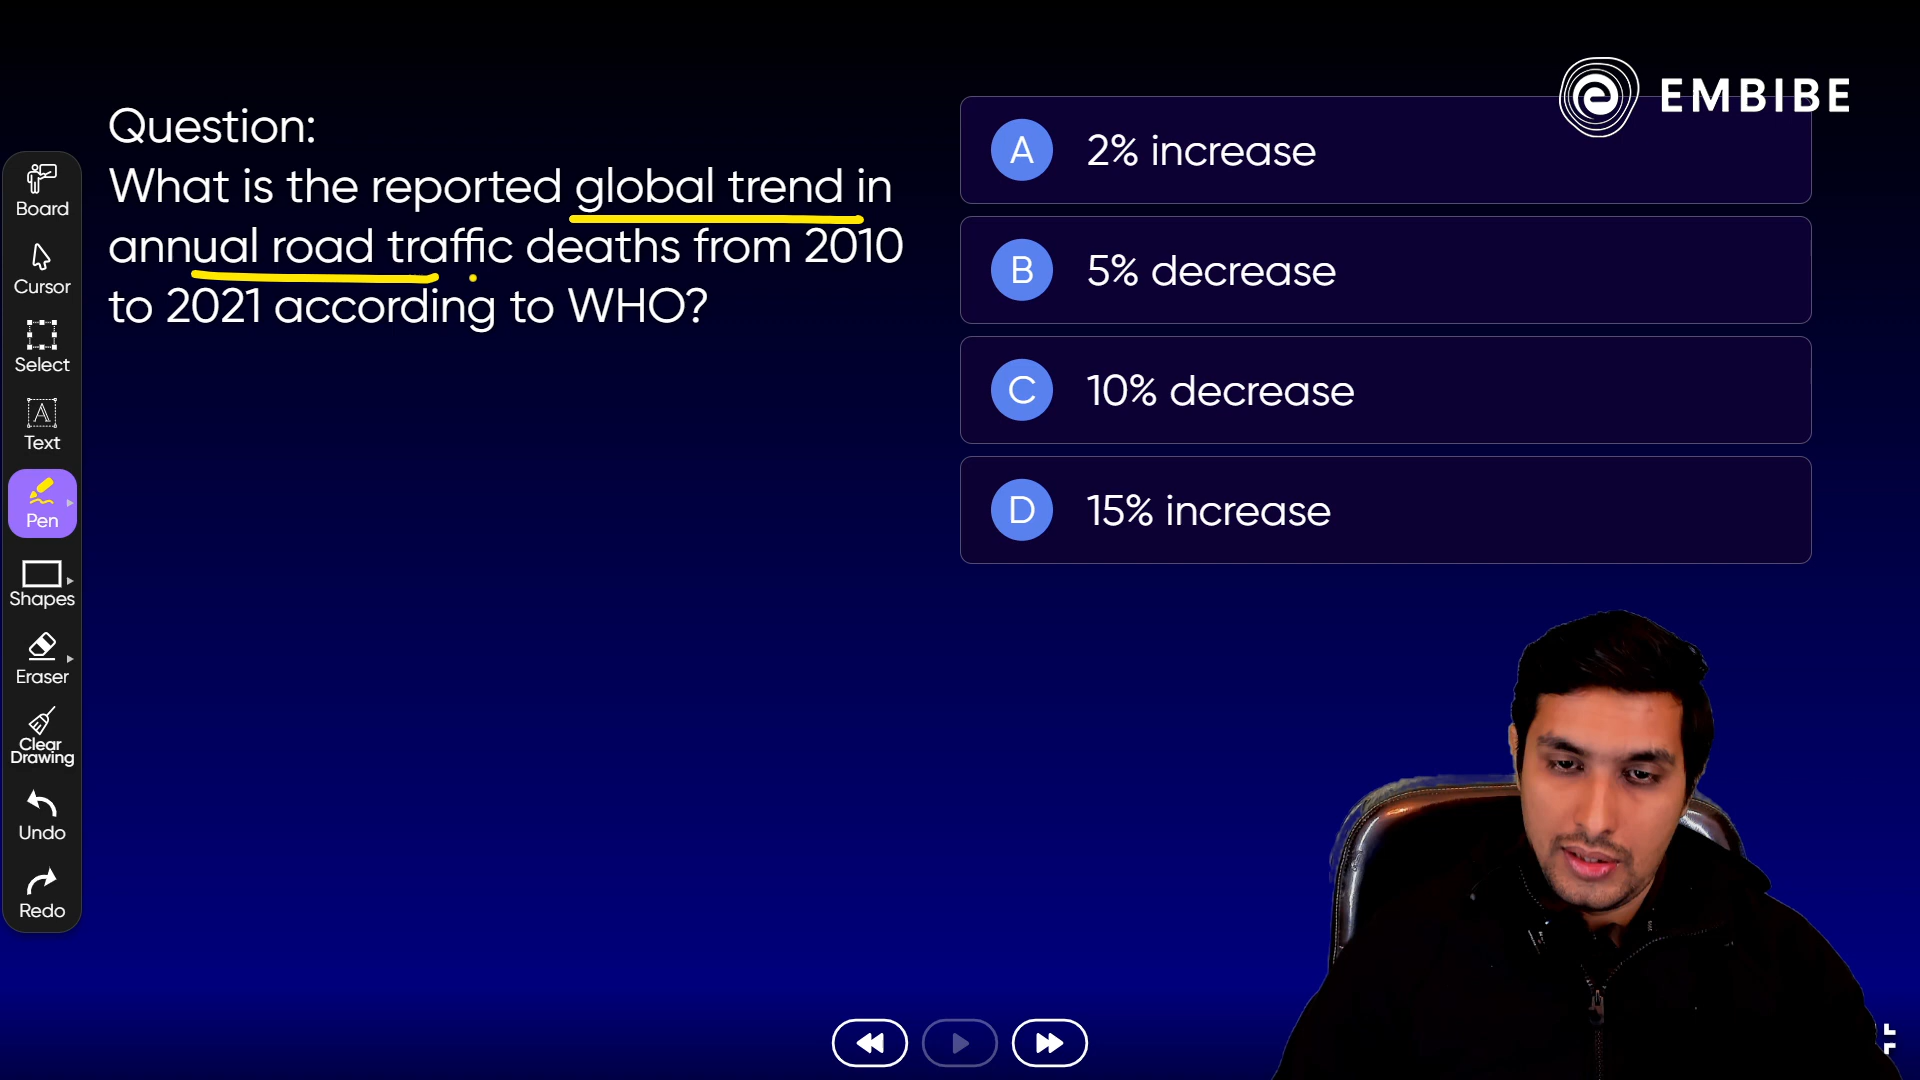 EMBIBE
Question:
What is the reported global trend in
annual road traffic deaths from 2010
to 2021 according to WHO?
A 2% increase
B 5% decrease
C 10% decrease
D 15% increase
Board
Cursor
Select
Text
Pen
Shapes
Eraser
Clear
Drawing
Undo
Redo